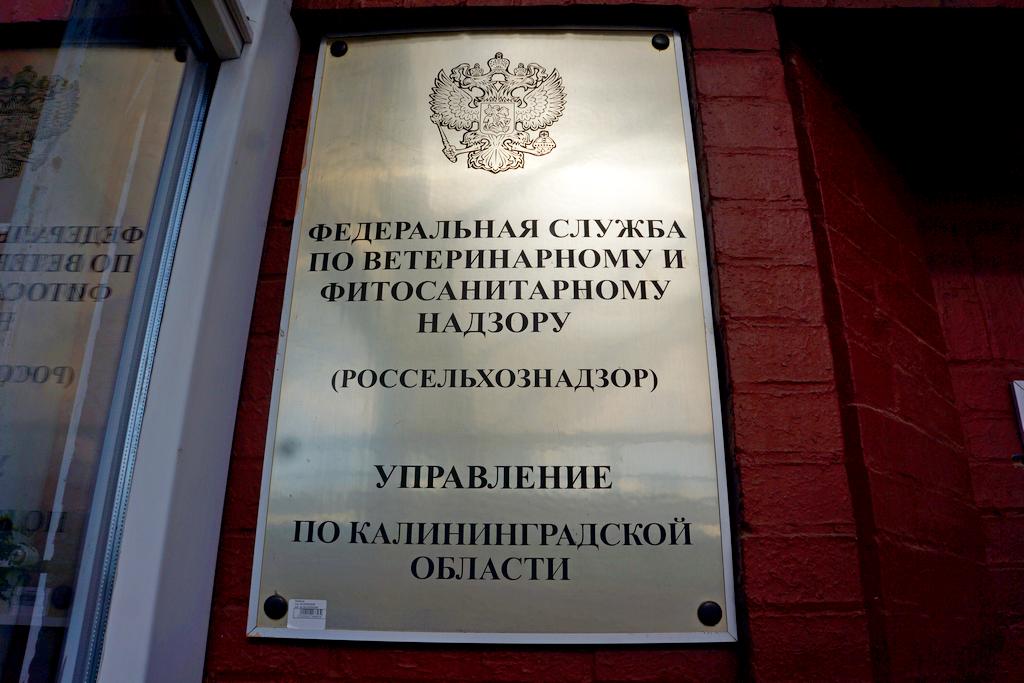 ФЕДЕРАЛЬНАЯ СЛУЖБА
ПО ВЕТЕРИНАРНОМУ И
ФИТОСАНИТАРНОМУ
НАДЗОРУ
(РОССЕЛЬХОЗНАДЗОР)
УПРАВЛЕНИЕ
ПО КАЛИНИНГРАДСКОЙ
ОБЛАСТИ